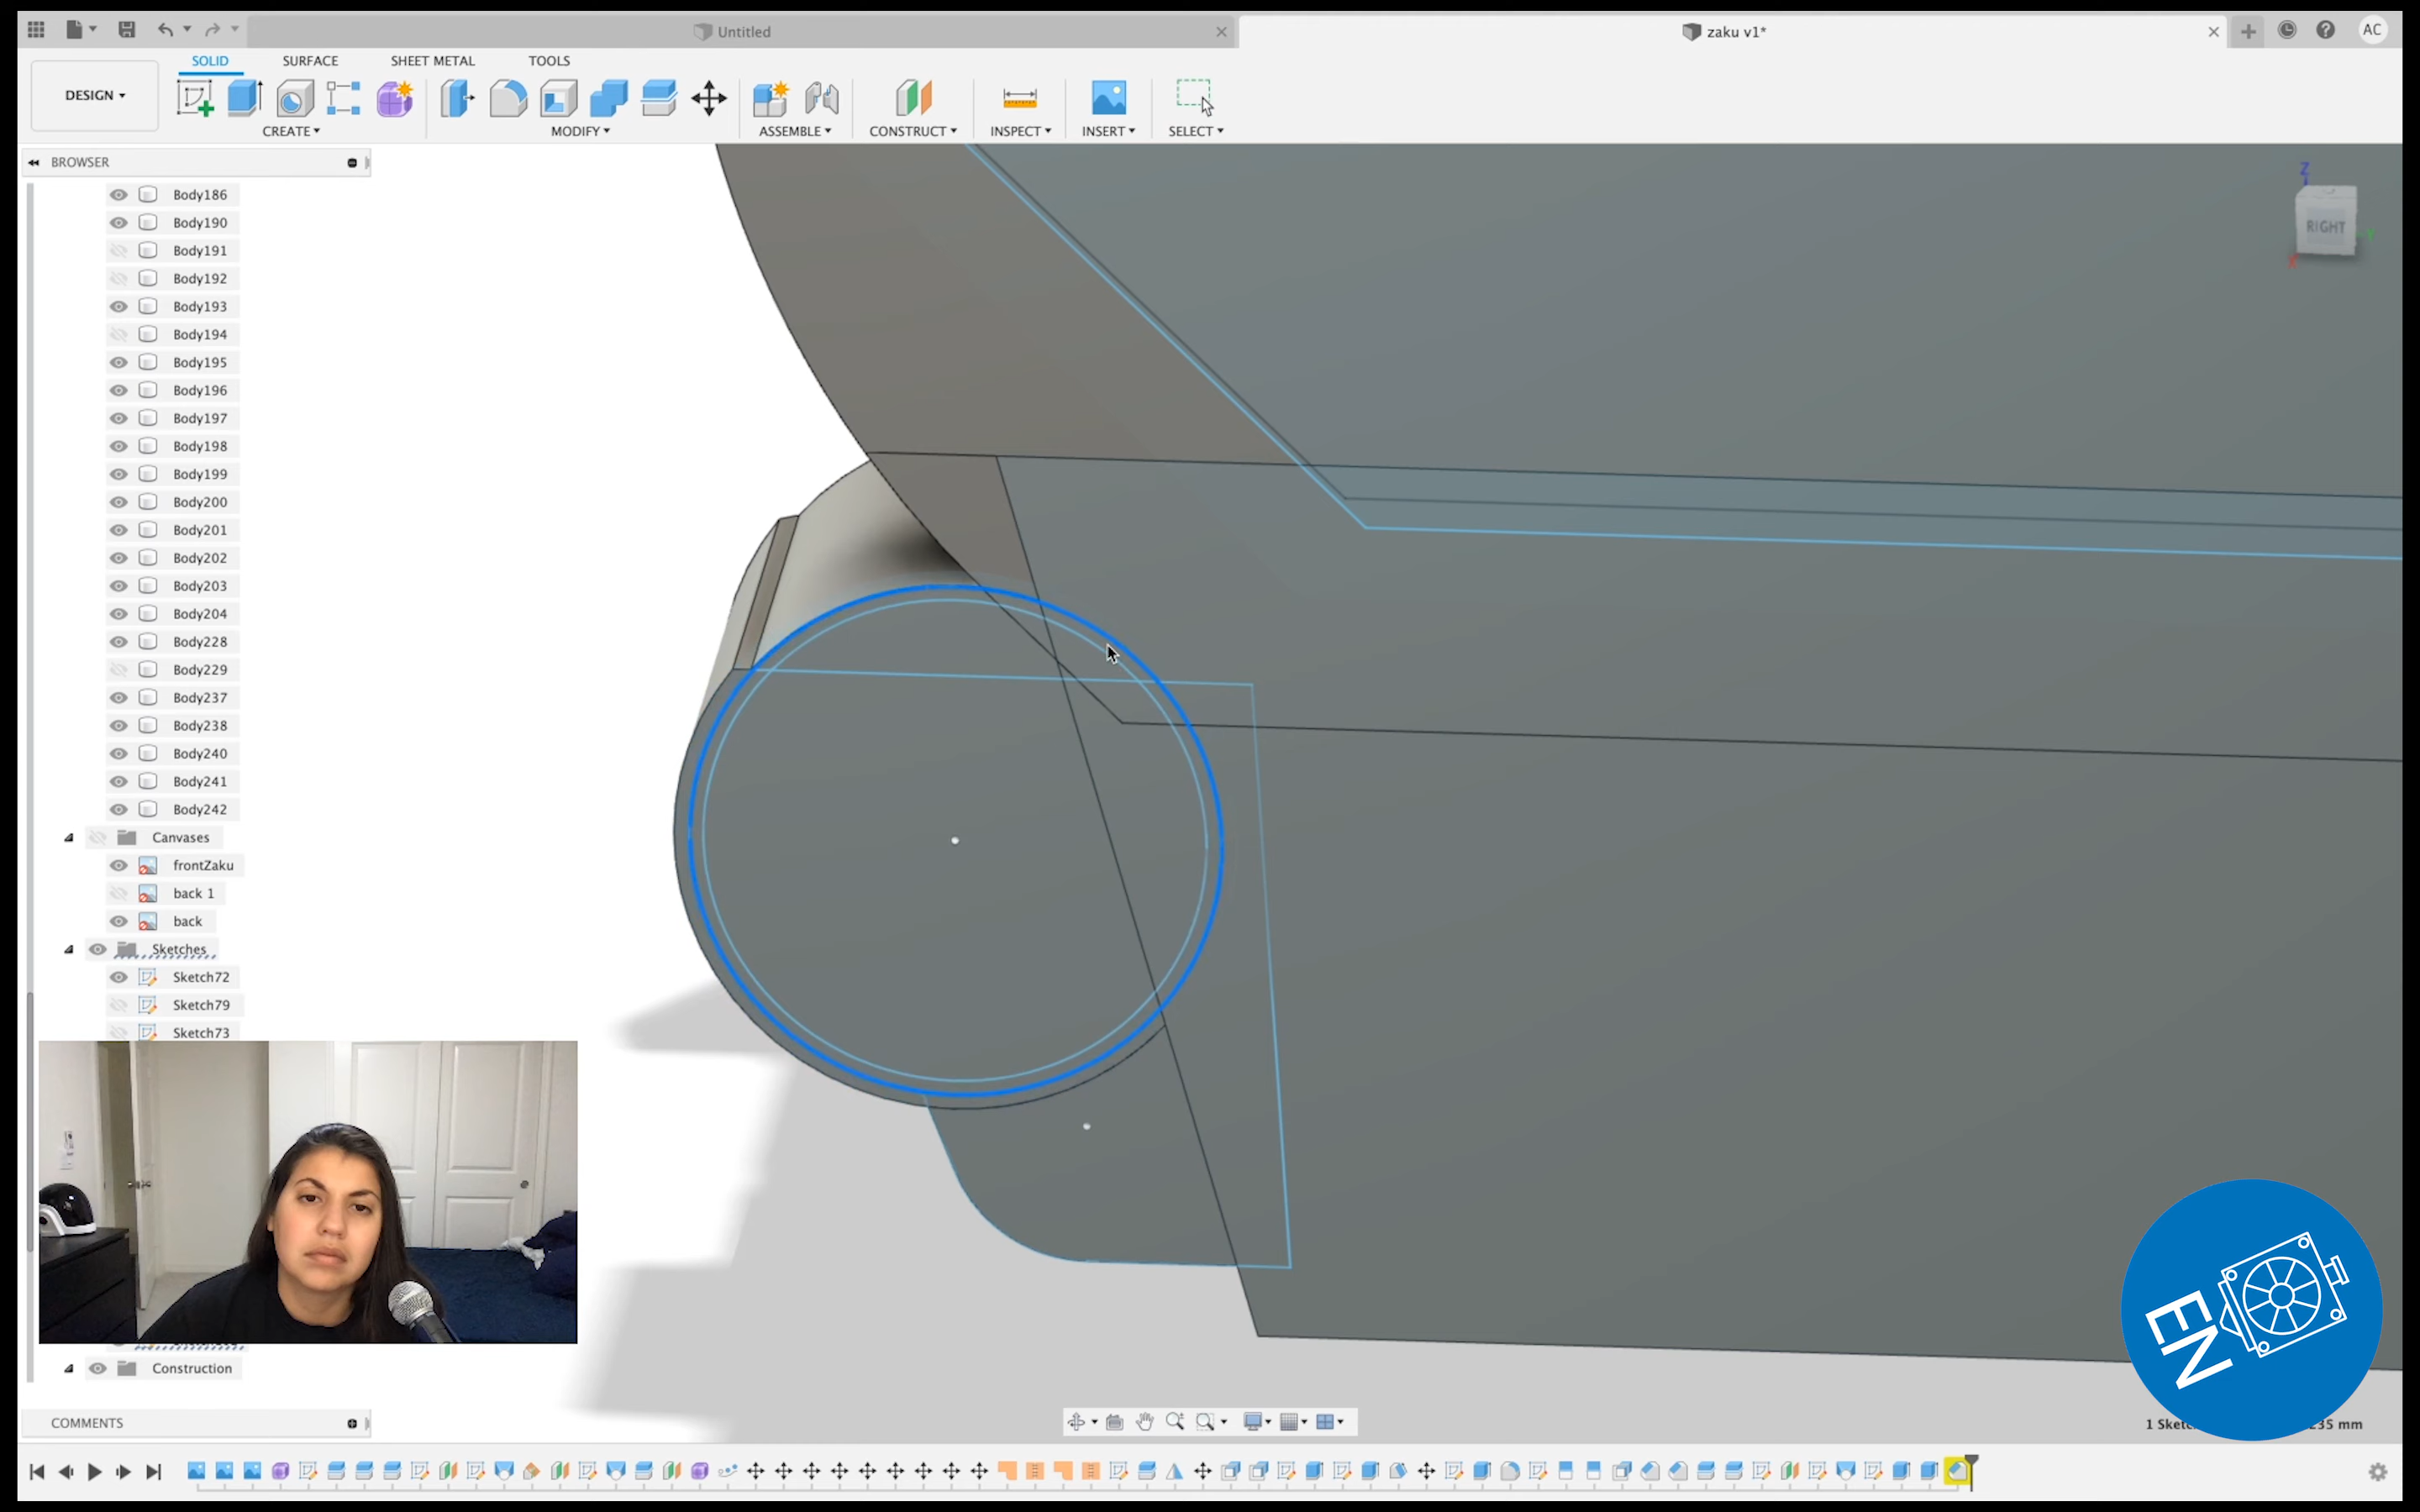 Untitled
zaku v1*
AC
SOLID
SURFACE
SHEET METAL
TOOLS
DESIGN
CREATE
MODIFY
ASSEMBLE
CONSTRUCT
INSPECT
INSERT
SELECT
BROWSER
Z
RIGHT
Y
X
Body186
Body190
Body191
Body192
Body193
Body194
Body195
Body196
Body197
Body198
Body199
Body200
Body201
Body202
Body203
Body204
Body228
Body229
Body237
Body238
Body240
Body241
Body242
Canvases
frontZaku
back 1
back
Sketches
Sketch72
Sketch79
Sketch73
Construction
EN
COMMENTS
1 mm